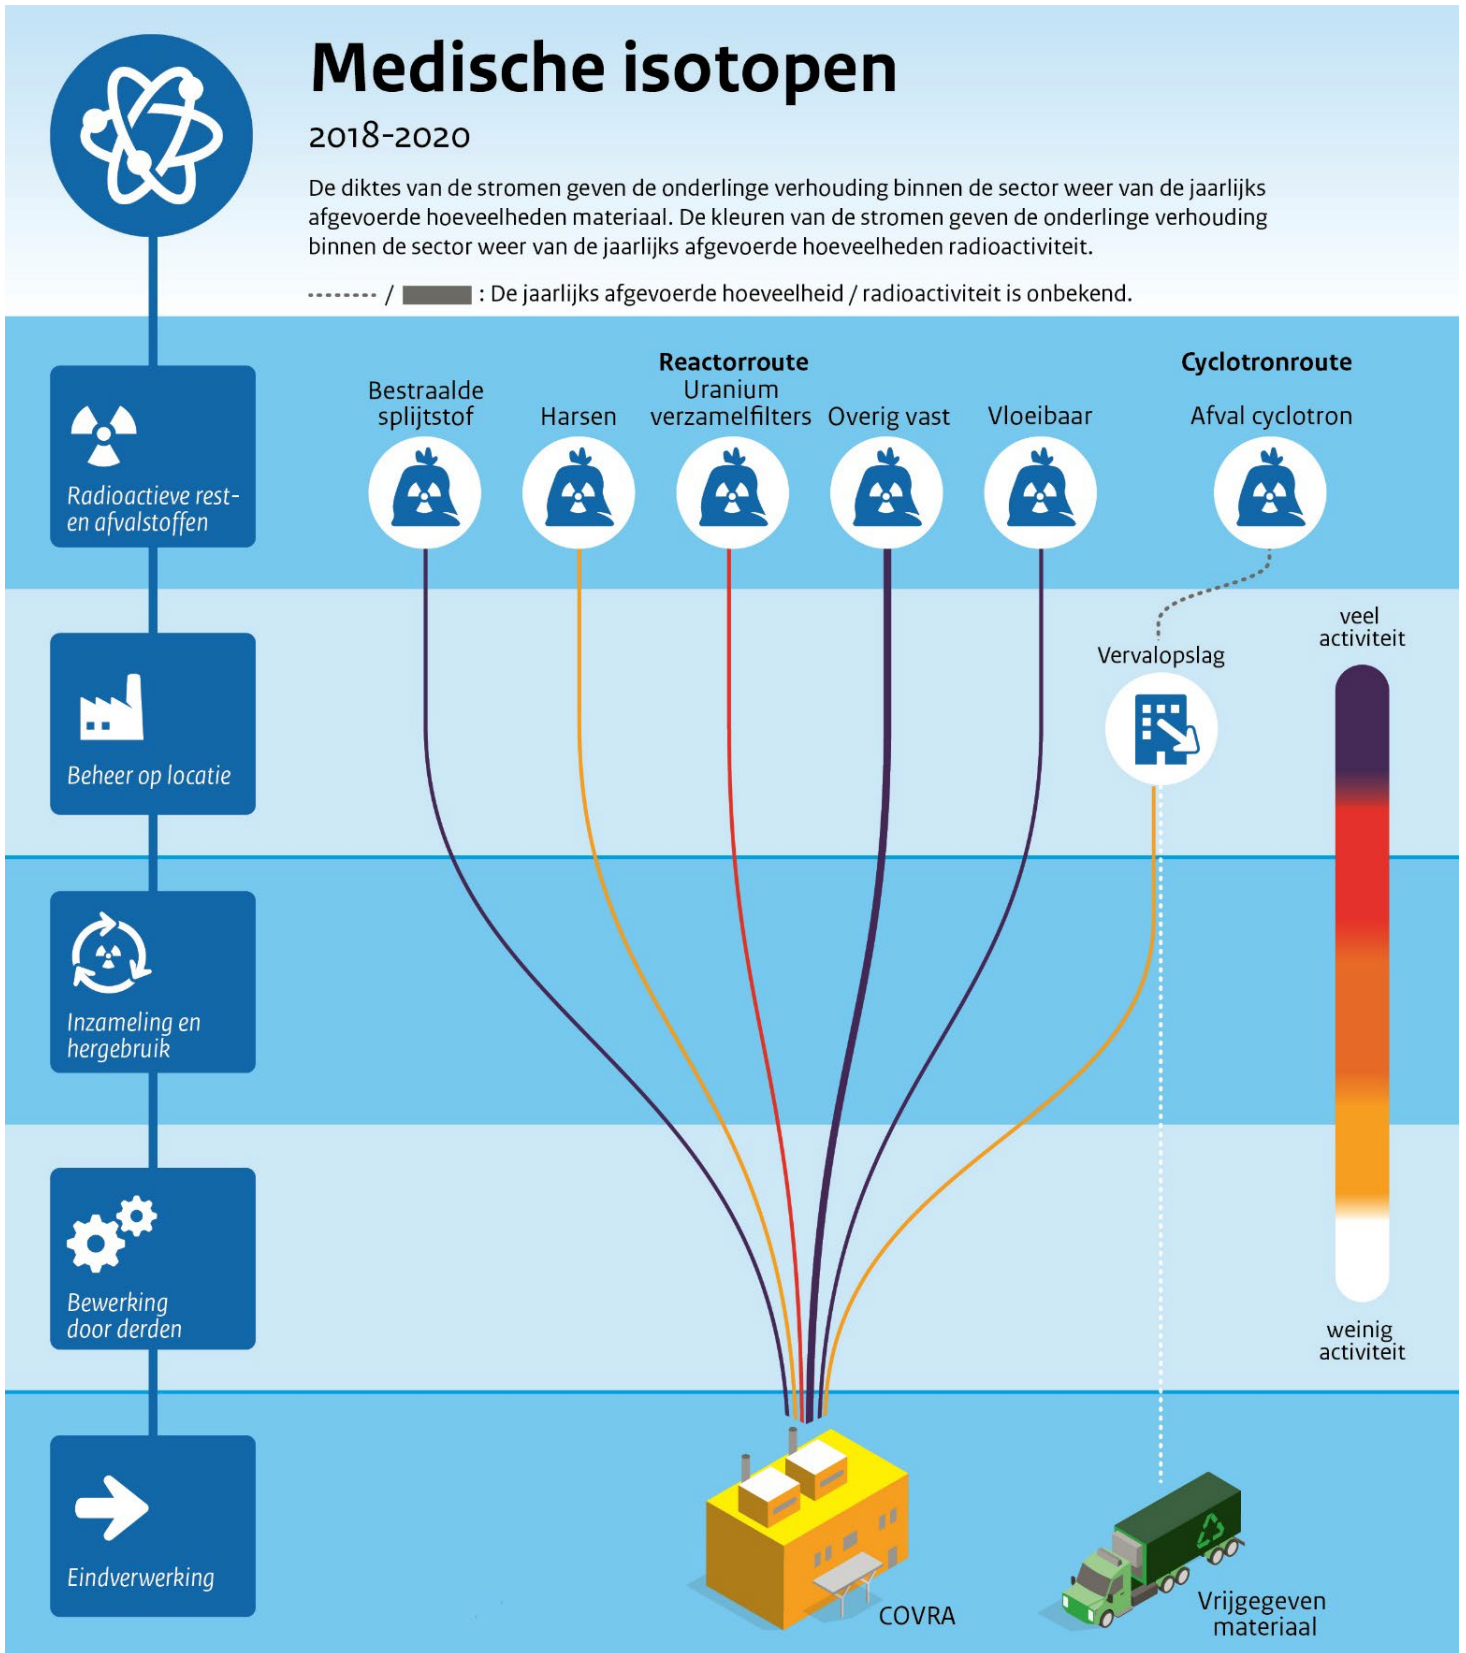 Medische isotopen
2018-2020
De diktes van de stromen geven de onderlinge verhouding binnen de sector weer van de jaarlijks
afgevoerde hoeveelheden materiaal. De kleuren van de stromen geven de onderlinge verhouding
binnen de sector weer van de jaarlijks afgevoerde hoeveelheden radioactiviteit.
/ : De jaarlijks afgevoerde hoeveelheid / radioactiviteit is onbekend.
Radioactieve rest-
en afvalstoffen
Reactorroute
Bestraalde
splijtstof
Harsen
Uranium
verzamelfilters
Overig vast
Vloeibaar
Cyclotronroute
Afval cyclotron
Beheer op locatie
Vervalopslag
veel
activiteit
Inzameling en
hergebruik
Bewerking
door derden
weinig
activiteit
Eindverwerking
COVRA
Vrijgegeven
materiaal